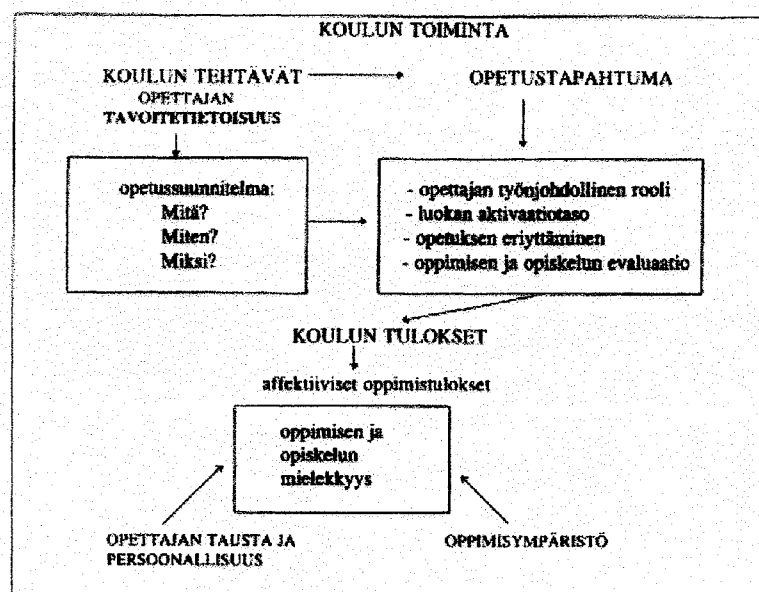 KOULUN TOIMINTA
KOULUN TEHTÄVÄT
OPETTAJAN
TAVOITETIETOISUUS
OPETUSTAPAHTUMA
opetussuunnitelma:
Mitä?
Miten?
Miksi?
- opettajan työnjohdollinen rooli
- luokan aktivaatiotaso
- opetuksen eriyttäminen
- oppimisen ja opiskelun evaluaatio
KOULUN TULOKSET
affektiiviset oppimistulokset
oppimisen ja
opiskelun
mielekkyys
OPETTAJAN TAUSTA JA
PERSOONALLISUUS
OPPIMISYMPÄRISTÖ